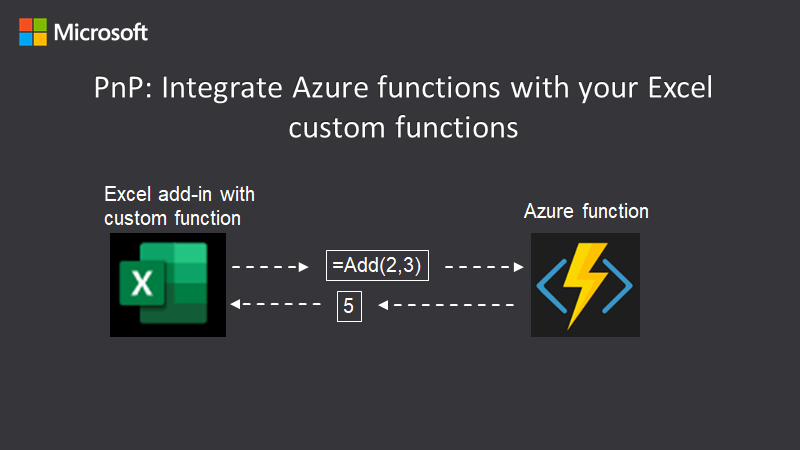 Microsoft
PnP: Integrate Azure functions with your Excel
custom functions
Excel add-in with
custom function
Azure function
X
=Add(2,3)
5